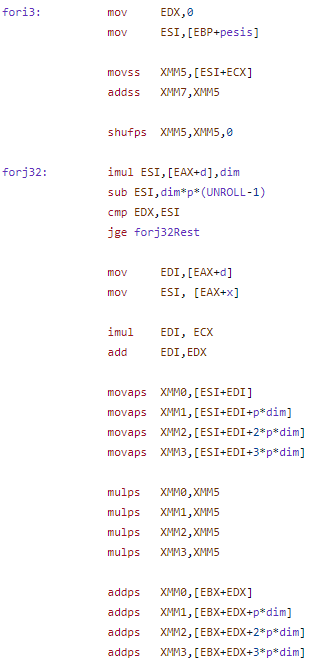 fori3: mov EDX,0
mov ESI,[EBP+pesis]
movss XMM5,[ESI+ECX]
addss XMM7,XMM5
shufps XMM5,XMM5,0
forj32: imul ESI,[EAX+d],dim
sub ESI,dim*p*(UNROLL-1)
cmp EDX,ESI
jge forj32Rest
mov EDI,[EAX+d]
mov ESI, [EAX+x]
imul EDI, ECX
add EDI,EDX
movaps XMM0,[ESI+EDI]
movaps XMM1,[ESI+EDI+p*dim]
movaps XMM2,[ESI+EDI+2*p*dim]
movaps XMM3,[ESI+EDI+3*p*dim]
mulps XMM0,XMM5
mulps XMM1,XMM5
mulps XMM2,XMM5
mulps XMM3,XMM5
addps XMM0,[EBX+EDX]
addps XMM1,[EBX+EDX+p*dim]
addps XMM2,[EBX+EDX+2*p*dim]
addps XMM3,[EBX+EDX+3*p*dim]